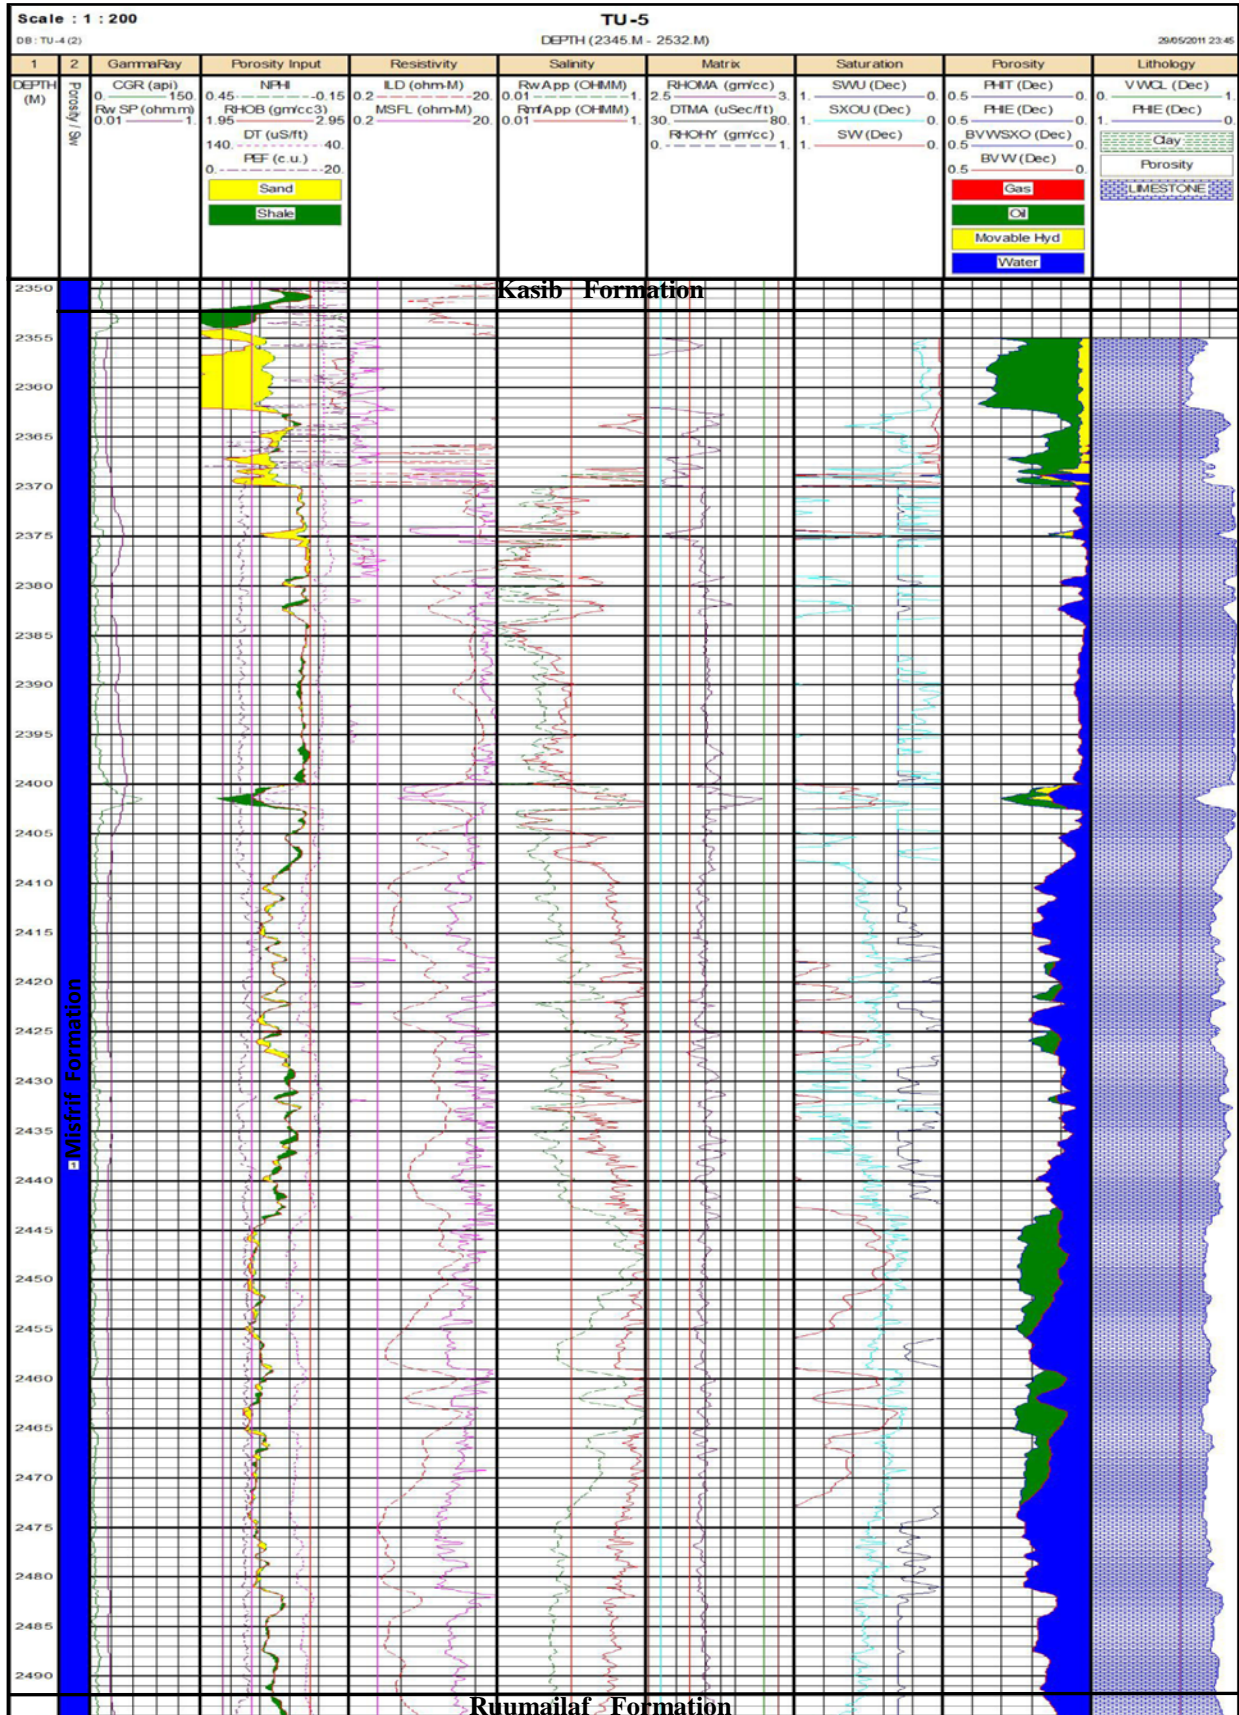 Scale : 1 : 200
TU-5
DB : TU-4 (2)
DEPTH (2345.M - 2532.M)
29/05/2011 23:45
1 2 GammaRay Porosity Input Resistivity Salinity Matrix Saturation Porosity Lithology
DEPTH (M)
Porosity / Sw
CGR (api)
0. 150.
Rw SP (ohm.m)
0.01 1.
NPHI
0.45 -0.15
RHOB (gm/cc3)
1.95 2.95
DT (uS/ft)
140. 40.
PEF (c.u.)
0. 20.
Sand
Shale
ILD (ohm-M)
0.2 20.
MSFL (ohm-M)
0.2 20.
Rw App (OHMM)
0.01 1.
Rmf App (OHMM)
0.01 1.
RHOMA (gm/cc)
2.5 3.
DTMA (uSec/ft)
30. 80.
RHOHY (gm/cc)
0. 1.
SWU (Dec)
1. 0.
SXOU (Dec)
1. 0.
SW (Dec)
1. 0.
PHIT (Dec)
0.5 0.
PHIE (Dec)
0.5 0.
BVWSXO (Dec)
0.5 0.
BVW (Dec)
0.5 0.
Gas
Oil
Movable Hyd
Water
VWCL (Dec)
0. 1.
PHIE (Dec)
1. 0.
Clay
Porosity
LIMESTONE
Kasib Formation
2350
2355
2360
2365
2370
2375
2380
2385
2390
2395
2400
2405
2410
2415
2420
2425
2430
2435
2440
2445
2450
2455
2460
2465
2470
2475
2480
2485
2490
1 Misfrif Formation
Ruumailaf Formation